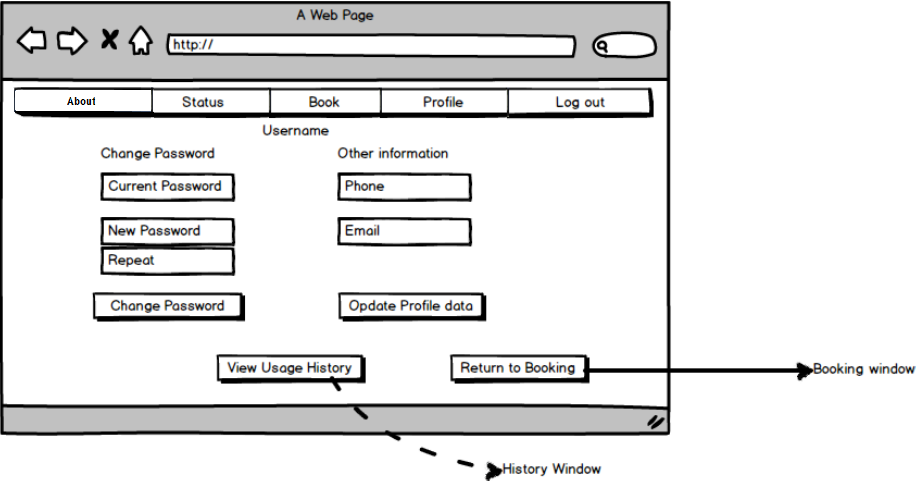 A Web Page
http://
About Status Book Profile Log out
Username
Change Password Other information
Current Password Phone
New Password Email
Repeat
Change Password Opdate Profile data
View Usage History Return to Booking Booking window
History Window